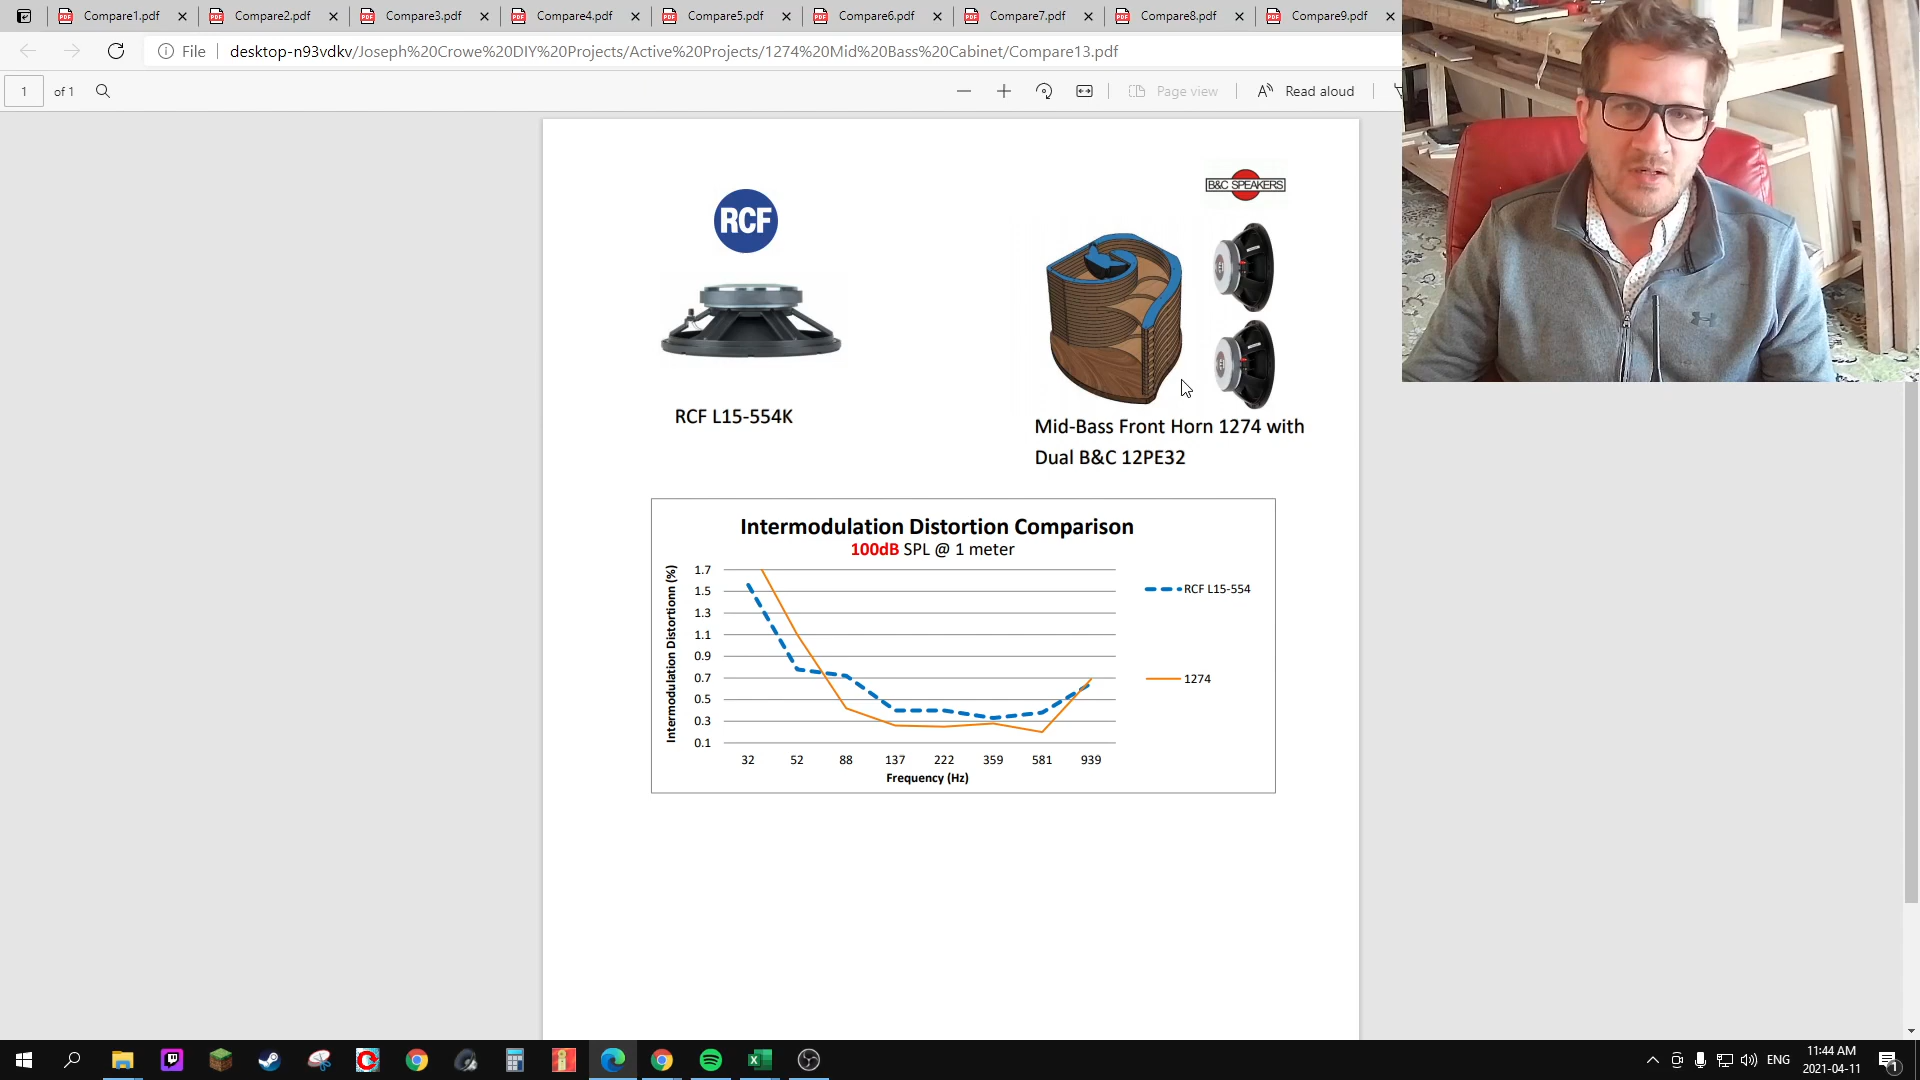 Compare1.pdf
Compare2.pdf
Compare3.pdf
Compare4.pdf
Compare5.pdf
Compare6.pdf
Compare7.pdf
Compare8.pdf
Compare9.pdf
File
desktop-n93vdkv/Joseph%20Crowe%20DIY%20Projects/Active%20Projects/1274%20Mid%20Bass%20Cabinet/Compare13.pdf
1 of 1
Page view
Read aloud
B&C SPEAKERS
RCF
RCF L15-554K
Mid-Bass Front Horn 1274 with
Dual B&C 12PE32
Intermodulation Distortion Comparison
100dB SPL @ 1 meter
Intermodulation Distortionn (%)
1.7
1.5
1.3
1.1
0.9
0.7
0.5
0.3
0.1
RCF L15-554
1274
32 52 88 137 222 359 581 939
Frequency (Hz)
ENG
11:44 AM
2021-04-11
1